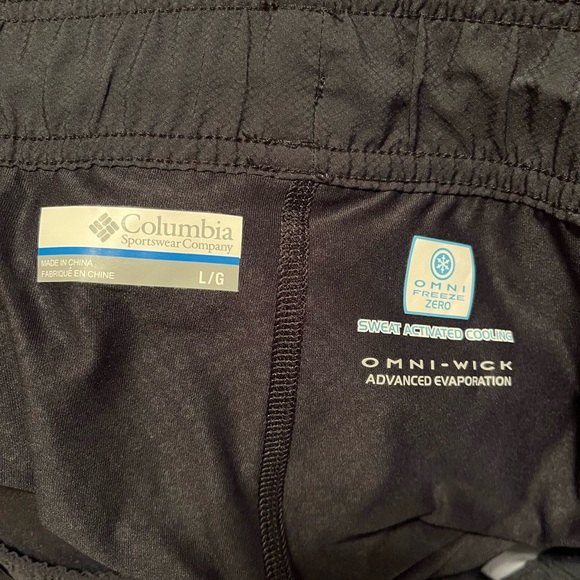 Columbia
Sportswear Company
MADE IN CHINA
FABRIQUÉ EN CHINE
L/G
OMNI
FREEZE
ZERO
SWEAT ACTIVATED COOLING
OMNI-WICK
ADVANCED EVAPORATION